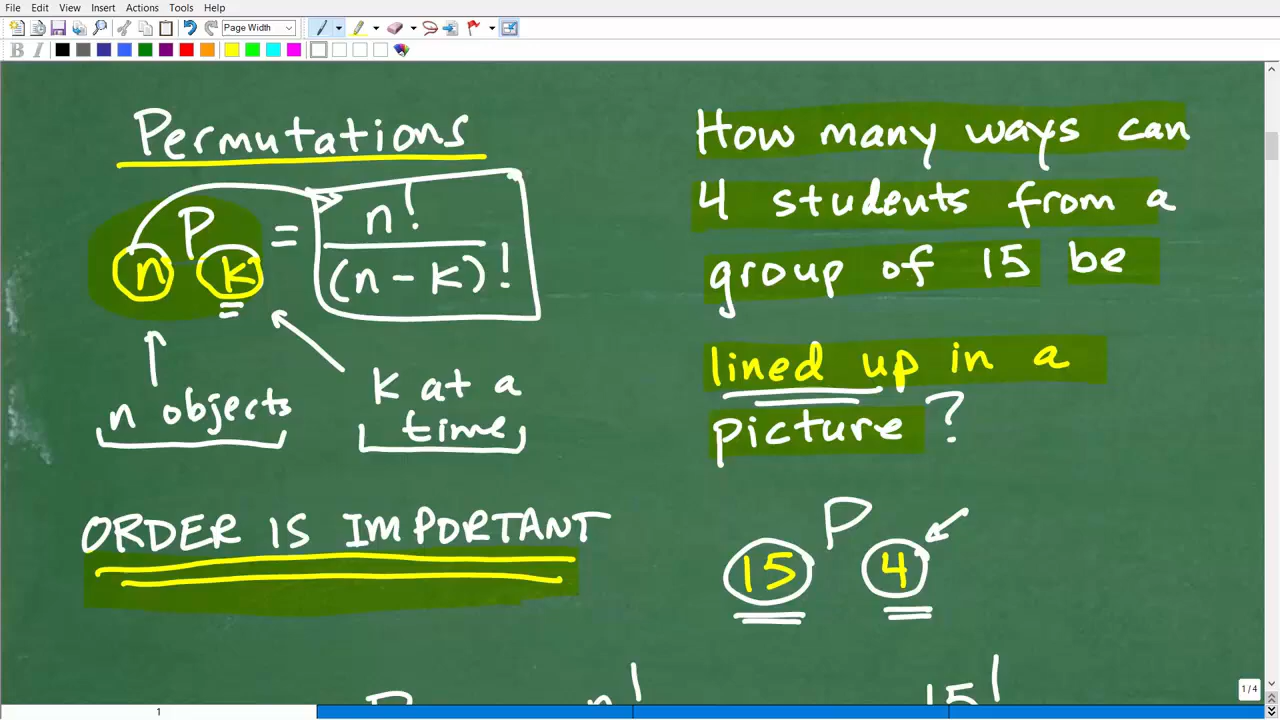 File Edit View Insert Actions Tools Help
Page Width
B I
Permutations
nPk = n!
(n - k)!
n objects
k at a
time
ORDER IS IMPORTANT
How many ways can
4 students from a
group of 15 be
lined up in a
picture?
15 P 4
P n! 15!
1/4
1